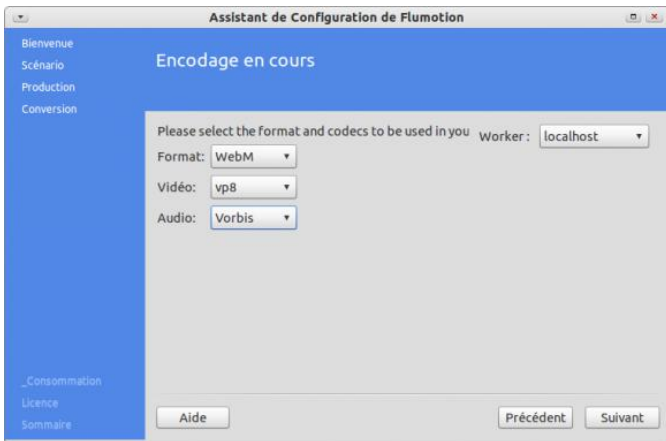 Assistant de Configuration de Flumotion
Bienvenue
Scénario
Production
Conversion
Encodage en cours
Please select the format and codecs to be used in you
Worker : localhost
Format: WebM
Vidéo: vp8
Audio: Vorbis
_Consommation
Licence
Sommaire
Aide
Précédent
Suivant